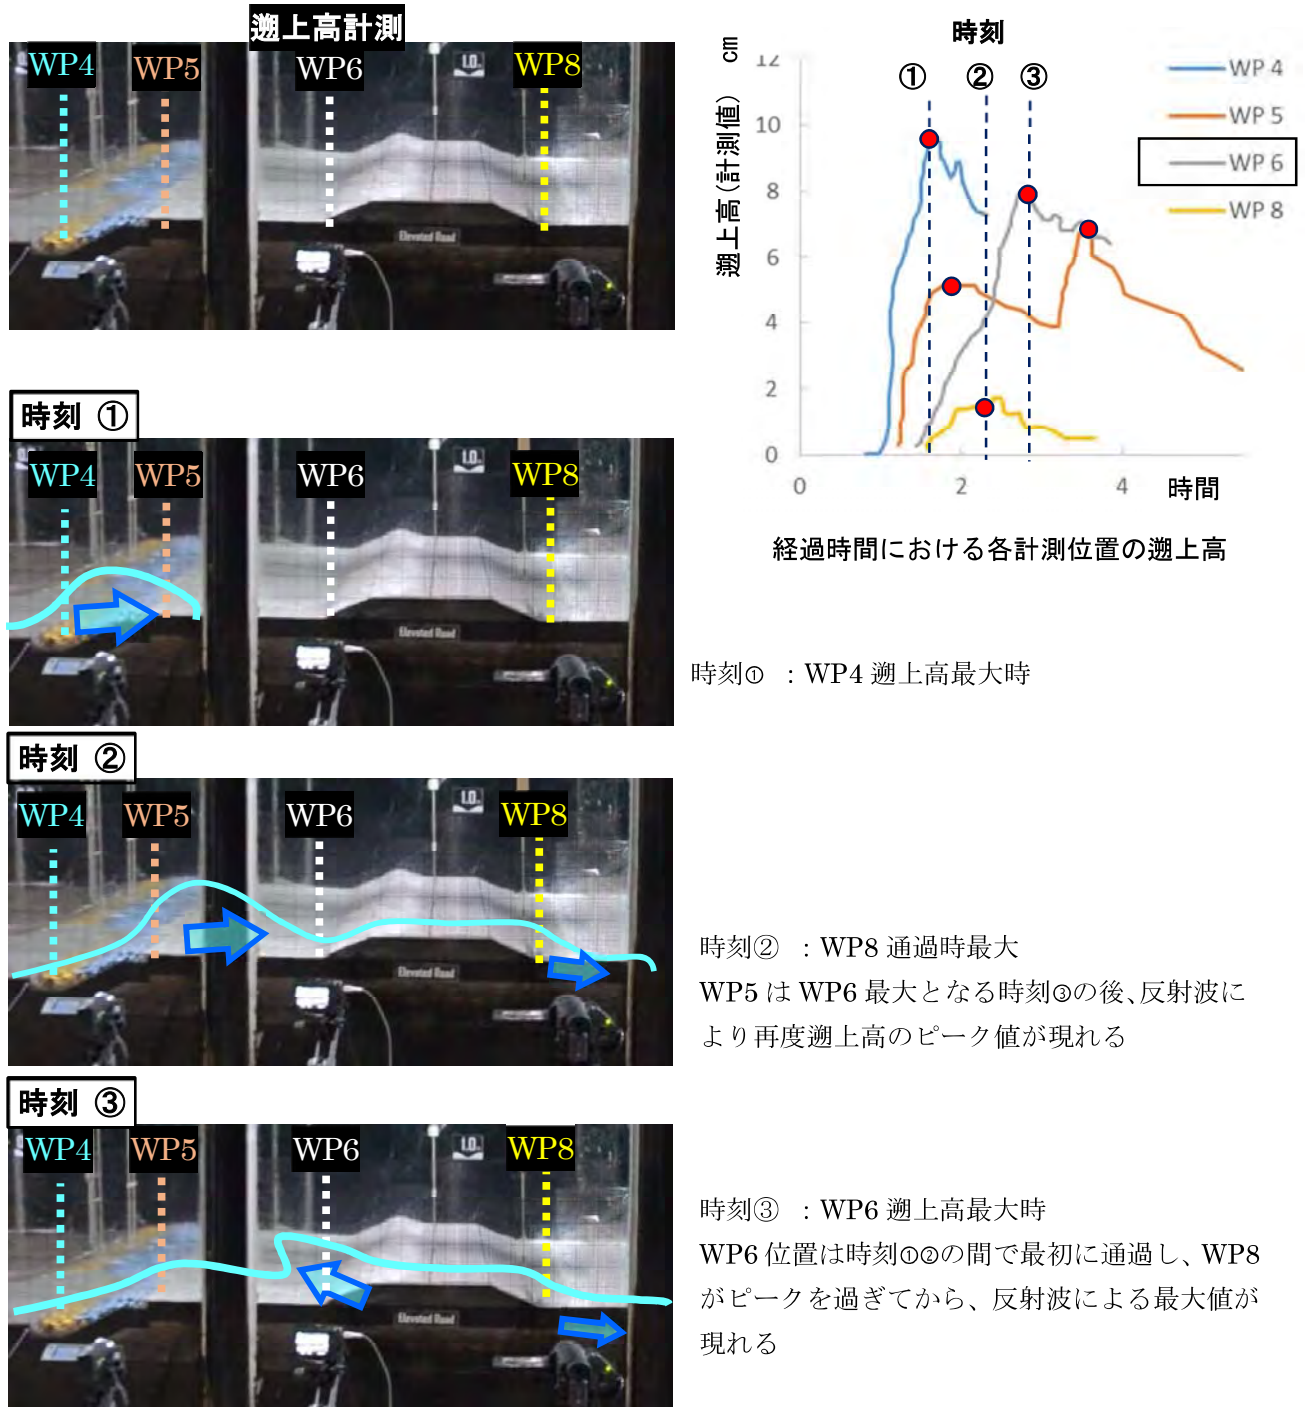 遡上高計測
WP4
WP5
WP6
WP8
Elevated Road
時刻
① ② ③
遡上高(計測値) cm
12
10
8
6
4
2
0
0 2 4 時間
WP 4
WP 5
WP 6
WP 8
経過時間における各計測位置の遡上高
時刻 ①
WP4
WP5
WP6
WP8
Elevated Road
時刻① :WP4 遡上高最大時
時刻 ②
WP4
WP5
WP6
WP8
Elevated Road
時刻② :WP8 通過時最大
WP5 は WP6 最大となる時刻③の後、反射波に
より再度遡上高のピーク値が現れる
時刻 ③
WP4
WP5
WP6
WP8
Elevated Road
時刻③ :WP6 遡上高最大時
WP6 位置は時刻①②の間で最初に通過し、WP8
がピークを過ぎてから、反射波による最大値が
現れる